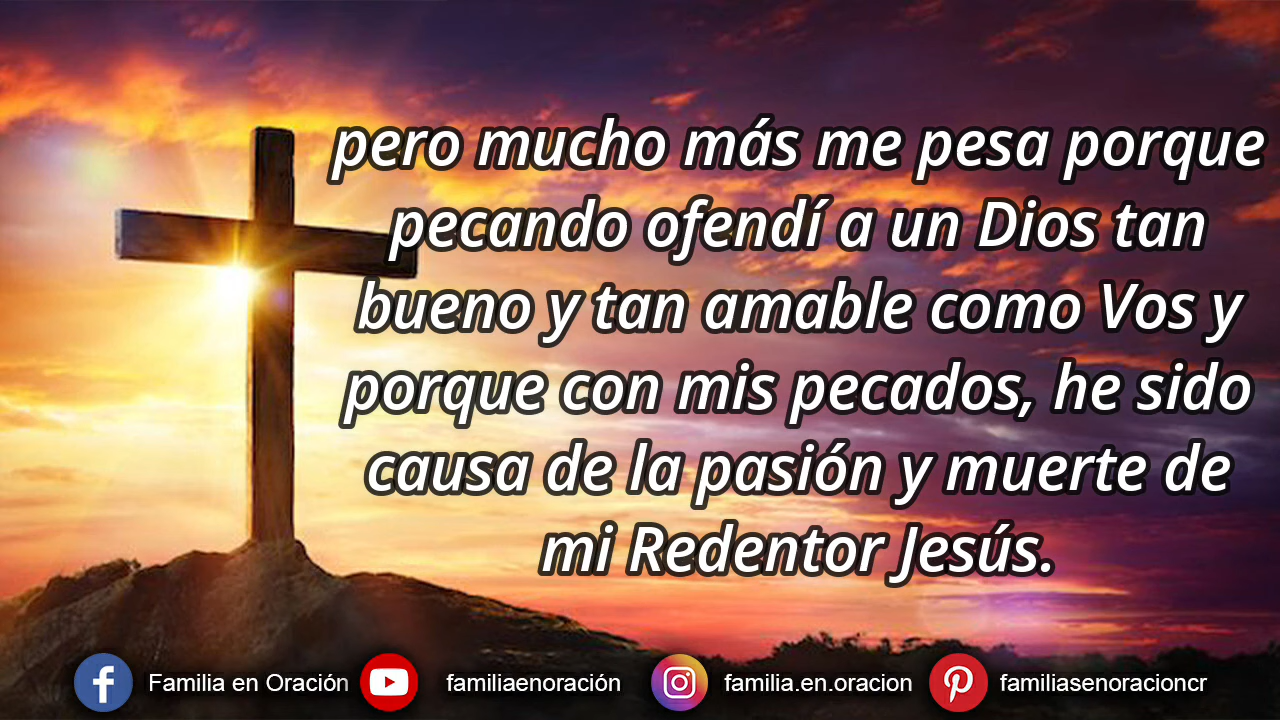 pero mucho más me pesa porque
pecando ofendí a un Dios tan
bueno y tan amable como Vos y
porque con mis pecados, he sido
causa de la pasión y muerte de
mi Redentor Jesús.
Familia en Oración familiaenoración familia.en.oracion familiasenoracioncr